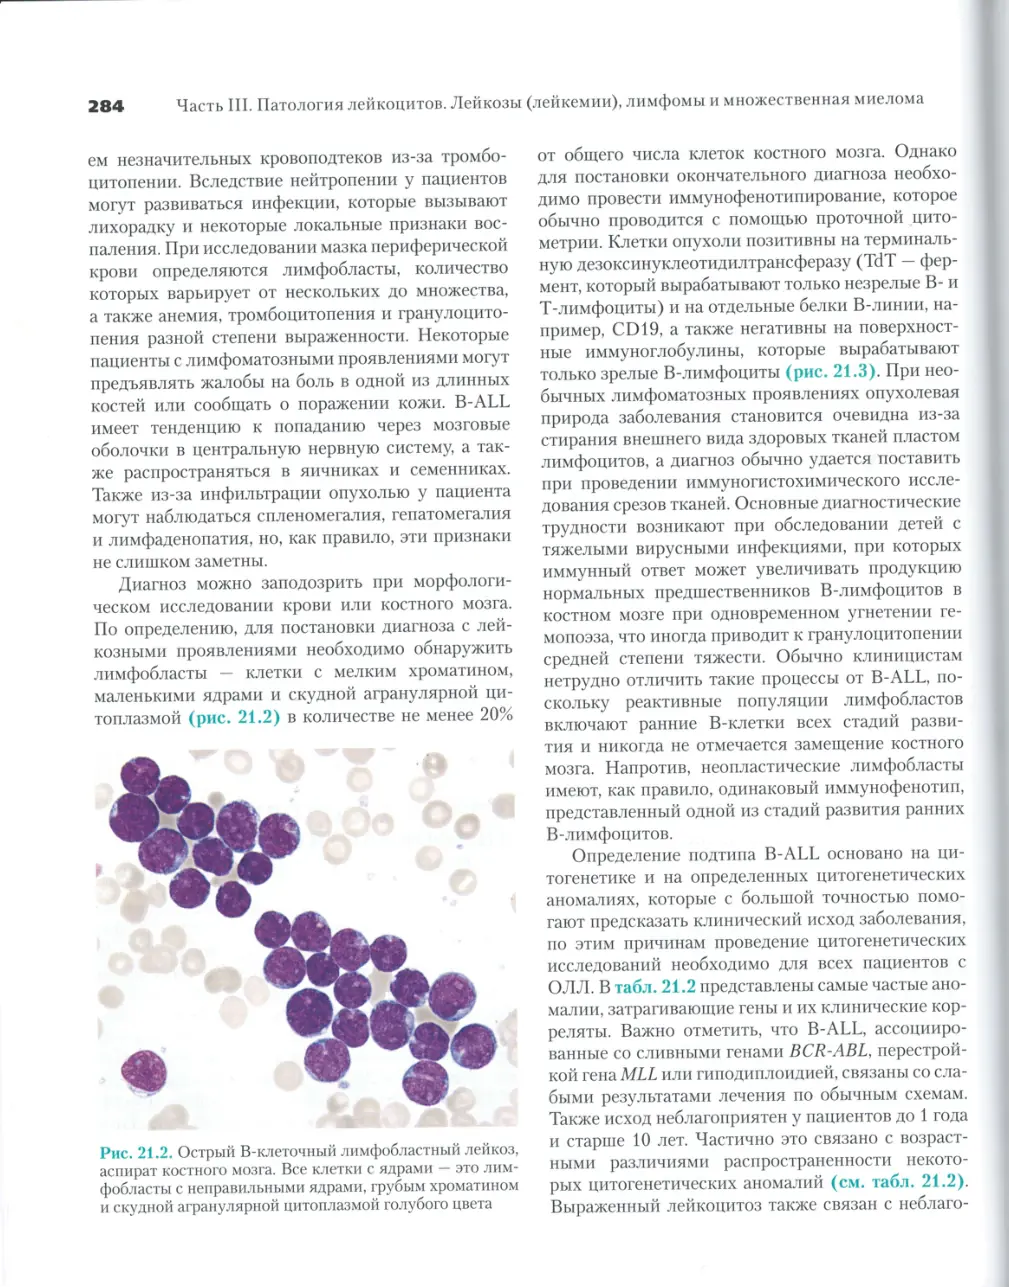 284 Часть III. Патология лейкоцитов. Лейкозы (лейкемии), лимфомы и множественная миелома
ем незначительных кровоподтеков из-за тромбо-
цитопении. Вследствие нейтропении у пациентов
могут развиваться инфекции, которые вызывают
лихорадку и некоторые локальные признаки вос-
паления. При исследовании мазка периферической
крови определяются лимфобласты, количество
которых варьирует от нескольких до множества,
а также анемия, тромбоцитопения и гранулоцито-
пения разной степени выраженности. Некоторые
пациенты с лимфоматозными проявлениями могут
предъявлять жалобы на боль в одной из длинных
костей или сообщать о поражении кожи. B-ALL
имеет тенденцию к попаданию через мозговые
оболочки в центральную нервную систему, а так-
же распространяться в яичниках и семенниках.
Также из-за инфильтрации опухолью у пациента
могут наблюдаться спленомегалия, гепатомегалия
и лимфаденопатия, но, как правило, эти признаки
не слишком заметны.
Диагноз можно заподозрить при морфологи-
ческом исследовании крови или костного мозга.
По определению, для постановки диагноза с лей-
козными проявлениями необходимо обнаружить
лимфобласты — клетки с мелким хроматином,
маленькими ядрами и скудной агранулярной ци-
топлазмой (рис. 21.2) в количестве не менее 20%
Рис. 21.2. Острый В-клеточный лимфобластный лейкоз,
аспират костного мозга. Все клетки с ядрами — это лим-
фобласты с неправильными ядрами, грубым хроматином
и скудной агранулярной цитоплазмой голубого цвета
от общего числа клеток костного мозга. Однако
для постановки окончательного диагноза необхо-
димо провести иммунофенотипирование, которое
обычно проводится с помощью проточной цито-
метрии. Клетки опухоли позитивны на терминаль-
ную дезоксинуклеотидилтрансферазу (TdT — фер-
мент, который вырабатывают только незрелые В- и
Т-лимфоциты) и на отдельные белки В-линии, на-
пример, CD19, а также негативны на поверхност-
ные иммуноглобулины, которые вырабатывают
только зрелые В-лимфоциты (рис. 21.3). При нео-
бычных лимфоматозных проявлениях опухолевая
природа заболевания становится очевидна из-за
стирания внешнего вида здоровых тканей пластом
лимфоцитов, а диагноз обычно удается поставить
при проведении иммуногистохимического иссле-
дования срезов тканей. Основные диагностические
трудности возникают при обследовании детей с
тяжелыми вирусными инфекциями, при которых
иммунный ответ может увеличивать продукцию
нормальных предшественников В-лимфоцитов в
костном мозге при одновременном угнетении ге-
мопоэза, что иногда приводит к гранулоцитопении
средней степени тяжести. Обычно клиницистам
нетрудно отличить такие процессы от B-ALL, по-
скольку реактивные популяции лимфобластов
включают ранние В-клетки всех стадий разви-
тия и никогда не отмечается замещение костного
мозга. Напротив, неопластические лимфобласты
имеют, как правило, одинаковый иммунофенотип,
представленный одной из стадий развития ранних
В-лимфоцитов.
Определение подтипа B-ALL основано на ци-
тогенетике и на определенных цитогенетических
аномалиях, которые с большой точностью помо-
гают предсказать клинический исход заболевания,
по этим причинам проведение цитогенетических
исследований необходимо для всех пациентов с
ОЛЛ. В табл. 21.2 представлены самые частые ано-
малии, затрагивающие гены и их клинические кор-
реляты. Важно отметить, что B-ALL, ассоцииро-
ванные со сливными генами BCR-ABL, перестрой-
кой гена MLL или гиподиплоидией, связаны со сла-
быми результатами лечения по обычным схемам.
Также исход неблагоприятен у пациентов до 1 года
и старше 10 лет. Частично это связано с возраст-
ными различиями распространенности некото-
рых цитогенетических аномалий (см. табл. 21.2).
Выраженный лейкоцитоз также связан с неблаго-